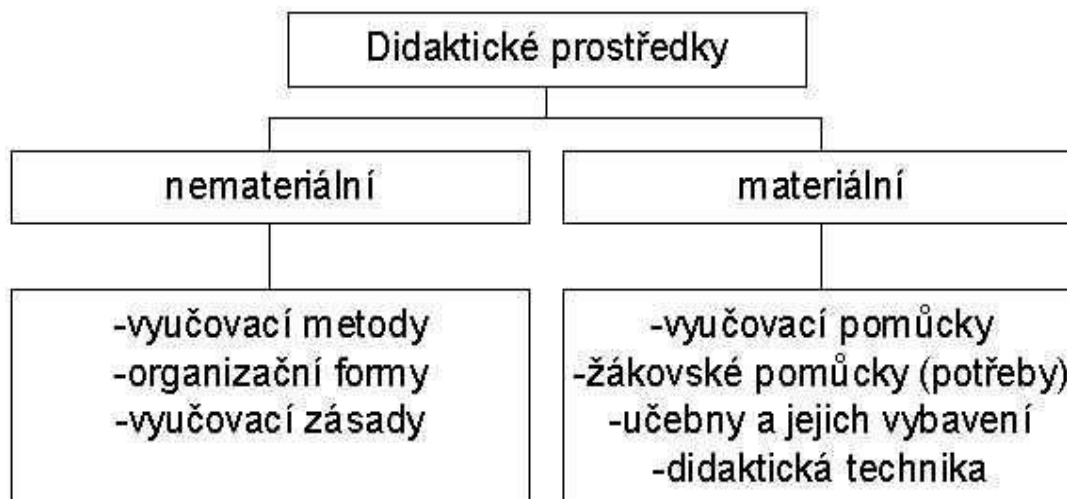 Didaktické prostředky
nemateriální
materiální
-vyučovací metody
-organizační formy
-vyučovací zásady
-vyučovací pomůcky
-žákovské pomůcky (potřeby)
-učebny a jejich vybavení
-didaktická technika